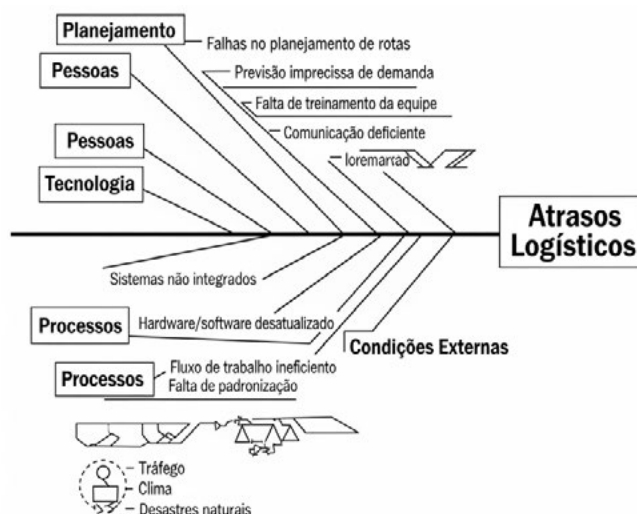 Planejamento
Falhas no planejamento de rotas
Pessoas
Previsão imprecissa de demanda
Falta de treinamento da equipe
Comunicação deficiente
Pessoas
loremarcad
Tecnologia
Atrasos
Logísticos
Sistemas não integrados
Processos
Hardware/software desatualizado
Condições Externas
Processos
Fluxo de trabalho ineficiento
Falta de padronização
Tráfego
Clima
Desastres naturais